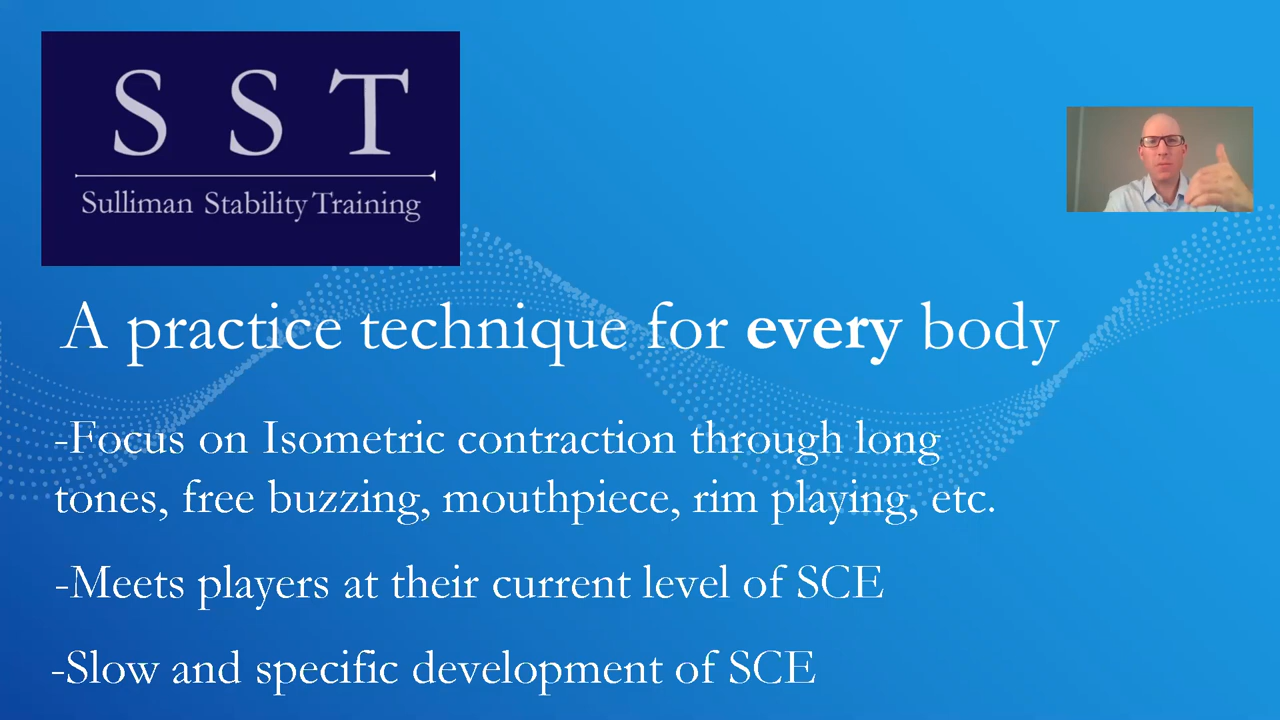 S S T
Sulliman Stability Training
A practice technique for every body
-Focus on Isometric contraction through long
tones, free buzzing, mouthpiece, rim playing, etc.
-Meets players at their current level of SCE
-Slow and specific development of SCE